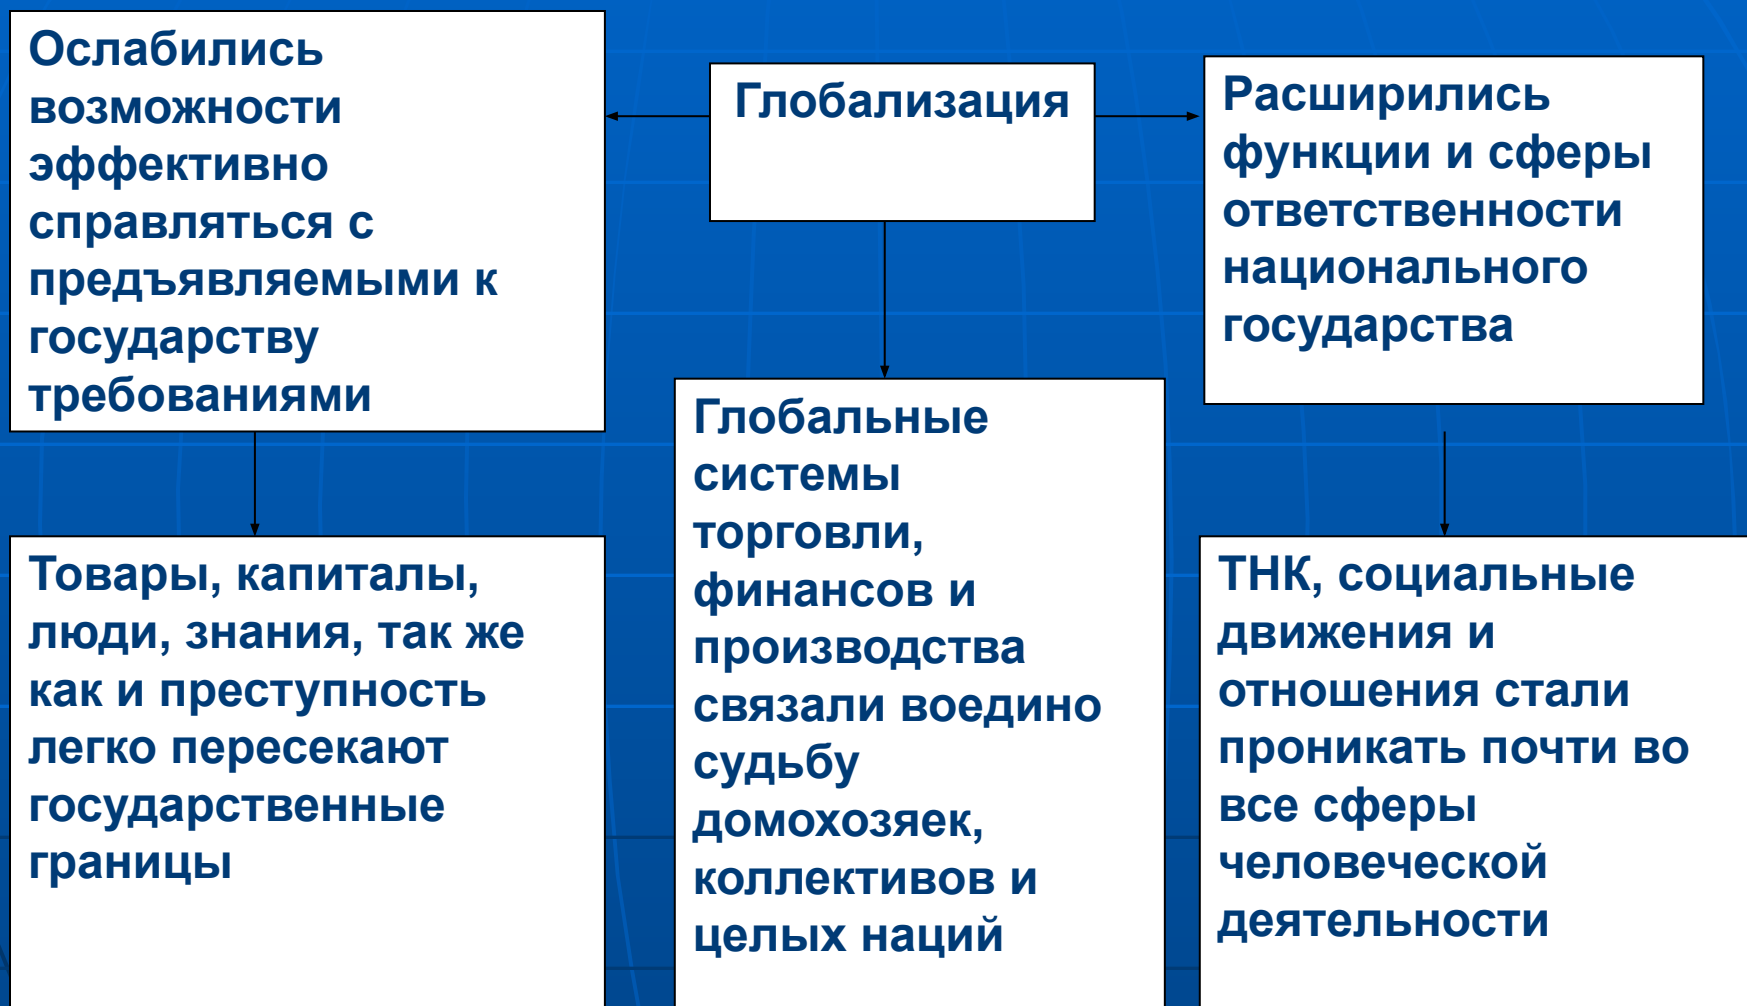 Ослабились
возможности
эффективно
справляться с
предъявляемыми к
государству
требованиями
Глобализация
Расширились
функции и сферы
ответственности
национального
государства
Товары, капиталы,
люди, знания, так же
как и преступность
легко пересекают
государственные
границы
Глобальные
системы
торговли,
финансов и
производства
связали воедино
судьбу
домохозяек,
коллективов и
целых наций
ТНК, социальные
движения и
отношения стали
проникать почти во
все сферы
человеческой
деятельности